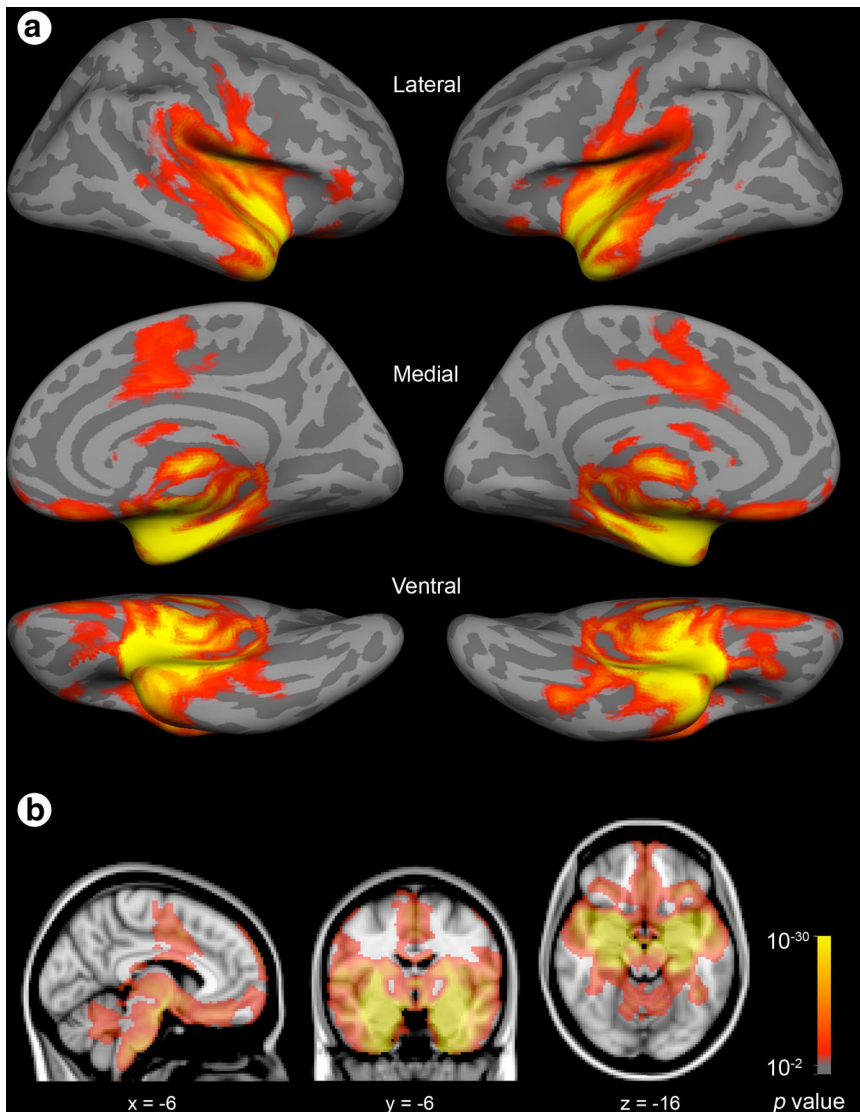 a
Lateral
Medial
Ventral
b
10-30
10-2
x = -6
y = -6
z = -16
p value